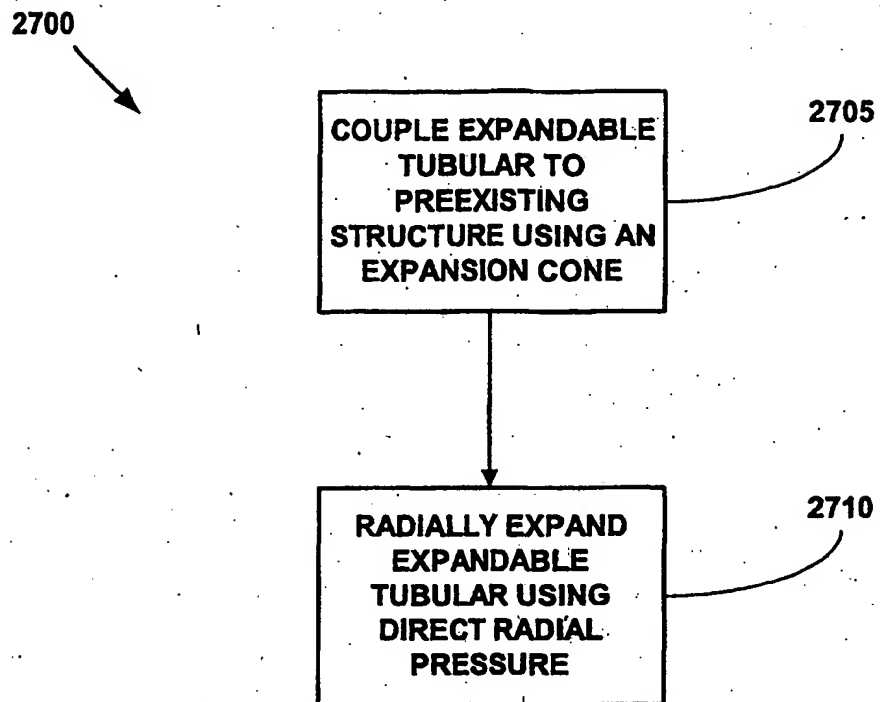 2700
COUPLE EXPANDABLE
TUBULAR TO
PREEXISTING
STRUCTURE USING AN
EXPANSION CONE
2705
RADIALLY EXPAND
EXPANDABLE
TUBULAR USING
DIRECT RADIAL
PRESSURE
2710